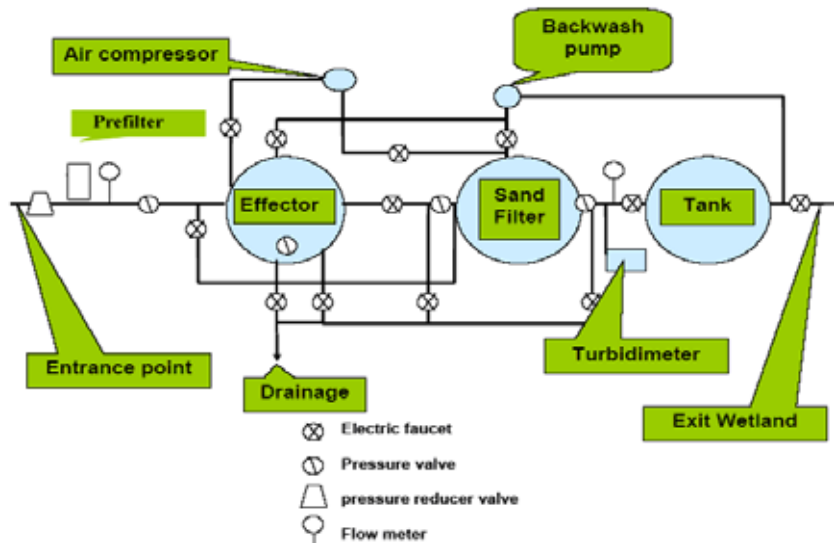 Backwash
pump
Air compressor
Prefilter
Effector
Sand
Filter
Tank
Entrance point
Turbidimeter
Drainage
Exit Wetland
Electric faucet
Pressure valve
pressure reducer valve
Flow meter